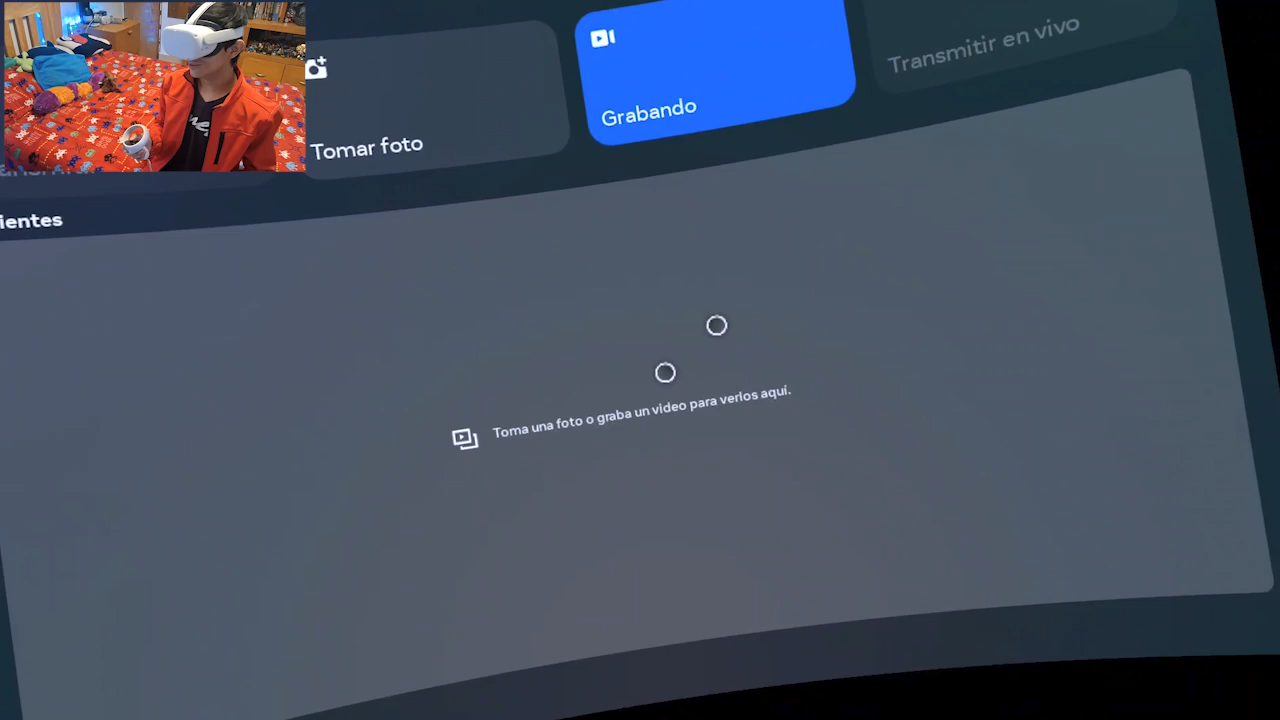 Transmitir en vivo
Grabando
Tomar foto
ientes
Toma una foto o graba un video para verlos aquí.